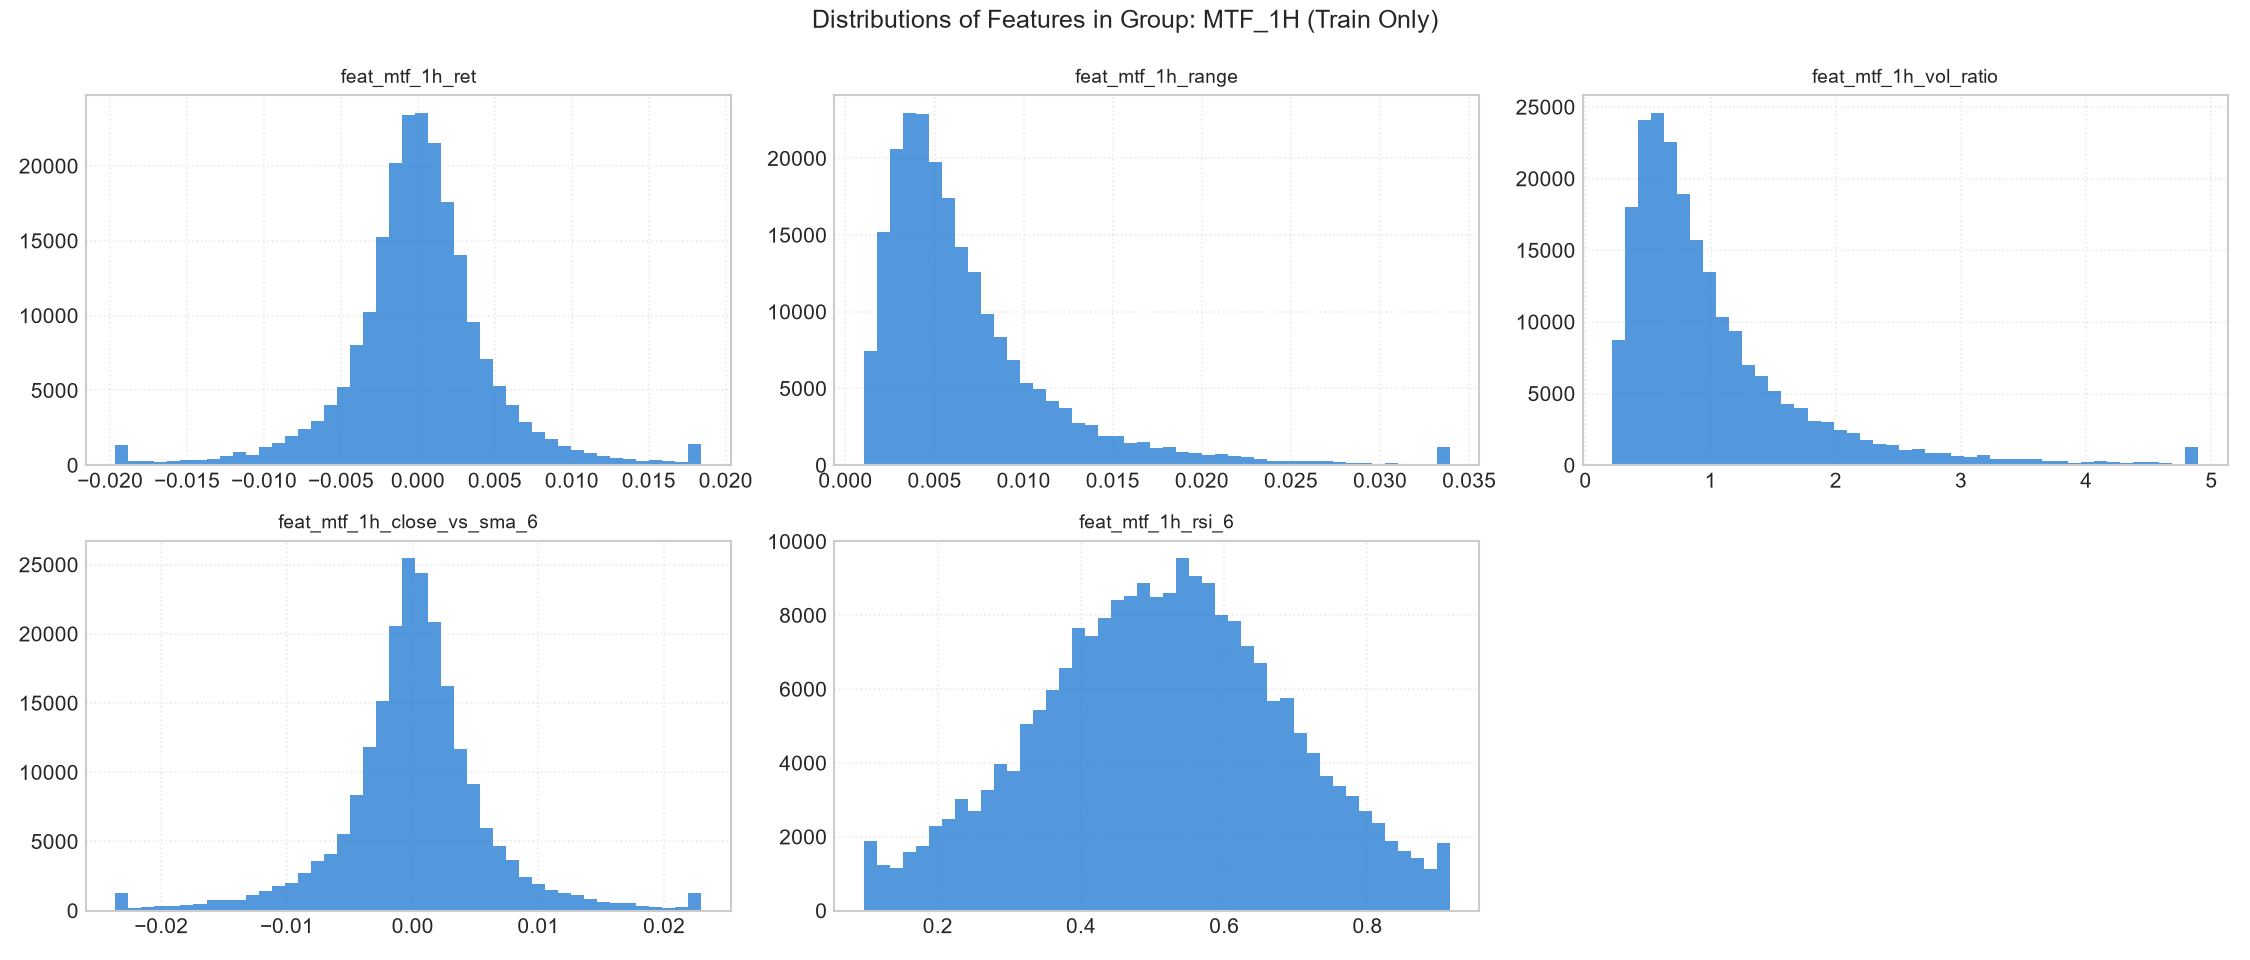 Distributions of Features in Group: MTF_1H (Train Only)
feat_mtf_1h_ret
20000
15000
10000
5000
0
−0.020 −0.015 −0.010 −0.005 0.000 0.005 0.010 0.015 0.020
feat_mtf_1h_range
20000
15000
10000
5000
0
0.000 0.005 0.010 0.015 0.020 0.025 0.030 0.035
feat_mtf_1h_vol_ratio
25000
20000
15000
10000
5000
0
0 1 2 3 4 5
feat_mtf_1h_close_vs_sma_6
25000
20000
15000
10000
5000
0
−0.02 −0.01 0.00 0.01 0.02
feat_mtf_1h_rsi_6
10000
8000
6000
4000
2000
0
0.2 0.4 0.6 0.8